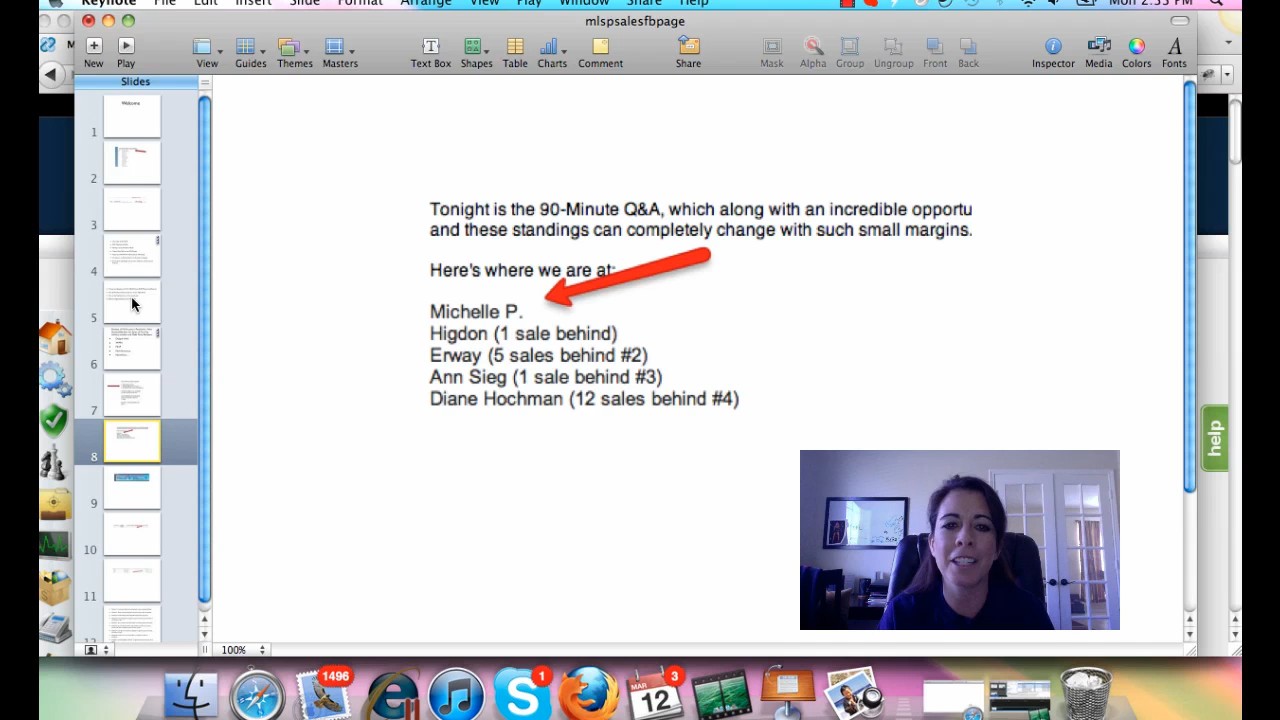 Keynote File Edit Insert Slide Format Arrange View Play Window Share Help Mon 2:53 PM
mlspsalesfbpage
New Play View Guides Themes Masters Text Box Shapes Table Charts Comment Share Mask Alpha Group Ungroup Front Back Inspector Media Colors Fonts
Slides
1
Welcome
2
3
4
5
6
7
8
9
10
11
12
Tonight is the 90-Minute Q&A, which along with an incredible opportu
and these standings can completely change with such small margins.
Here's where we are at:
Michelle P.
Higdon (1 sale behind)
Erway (5 sales behind #2)
Ann Sieg (1 sale behind #3)
Diane Hochman (12 sales behind #4)
help
100%
1496
1
MAR
12
3